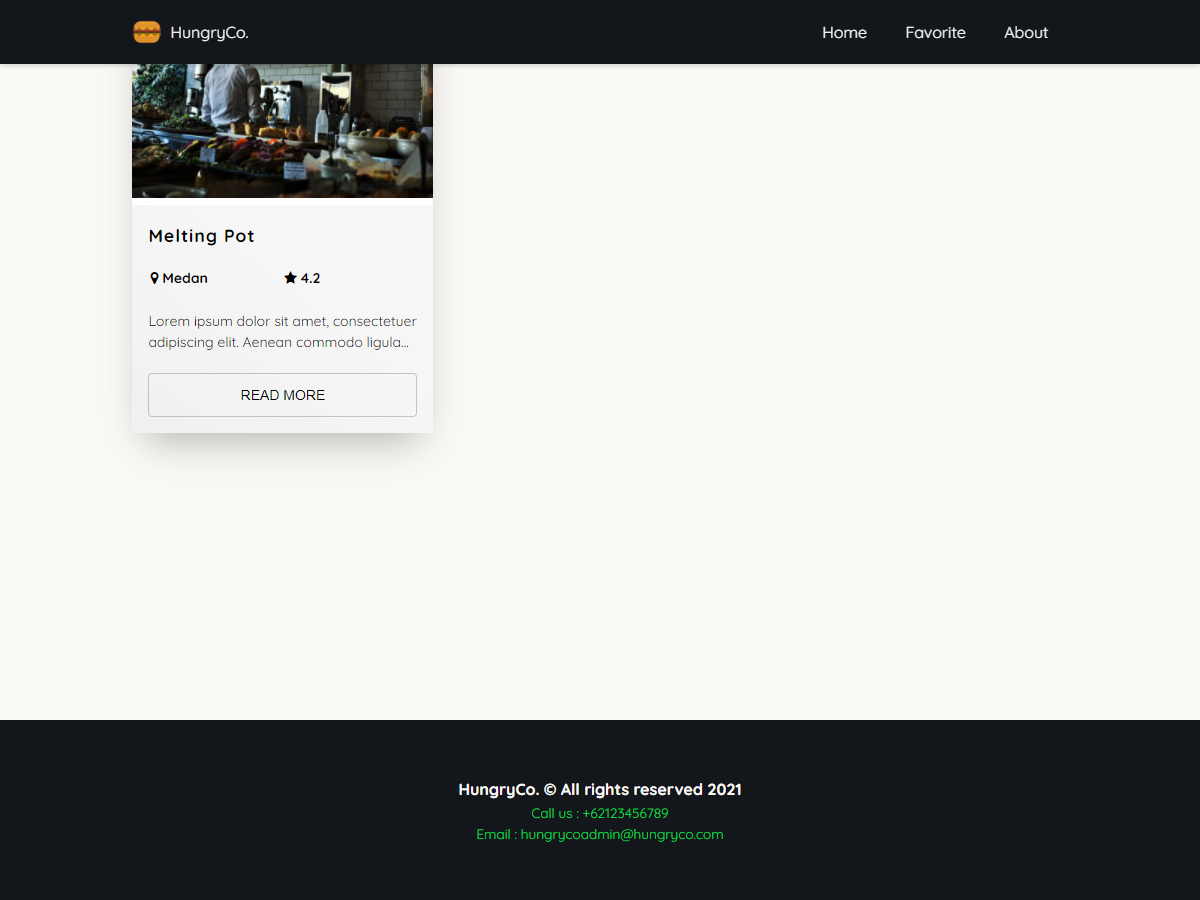 HungryCo.
Home Favorite About
Melting Pot
Medan 4.2
Lorem ipsum dolor sit amet, consectetuer
adipiscing elit. Aenean commodo ligula...
READ MORE
HungryCo. © All rights reserved 2021
Call us : +62123456789
Email : hungrycoadmin@hungryco.com